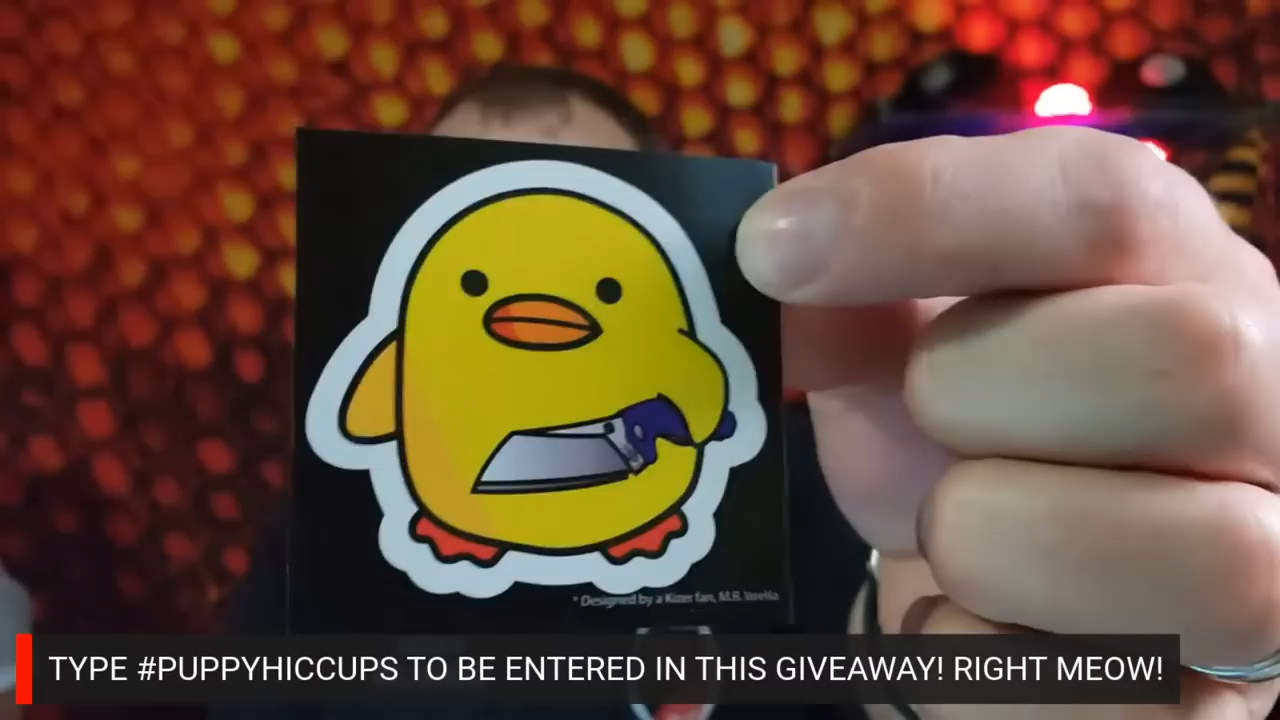 * Designed by a Kizer fan, M.B.
TYPE #PUPPYHICCUPS TO BE ENTERED IN THIS GIVEAWAY! RIGHT MEOW!